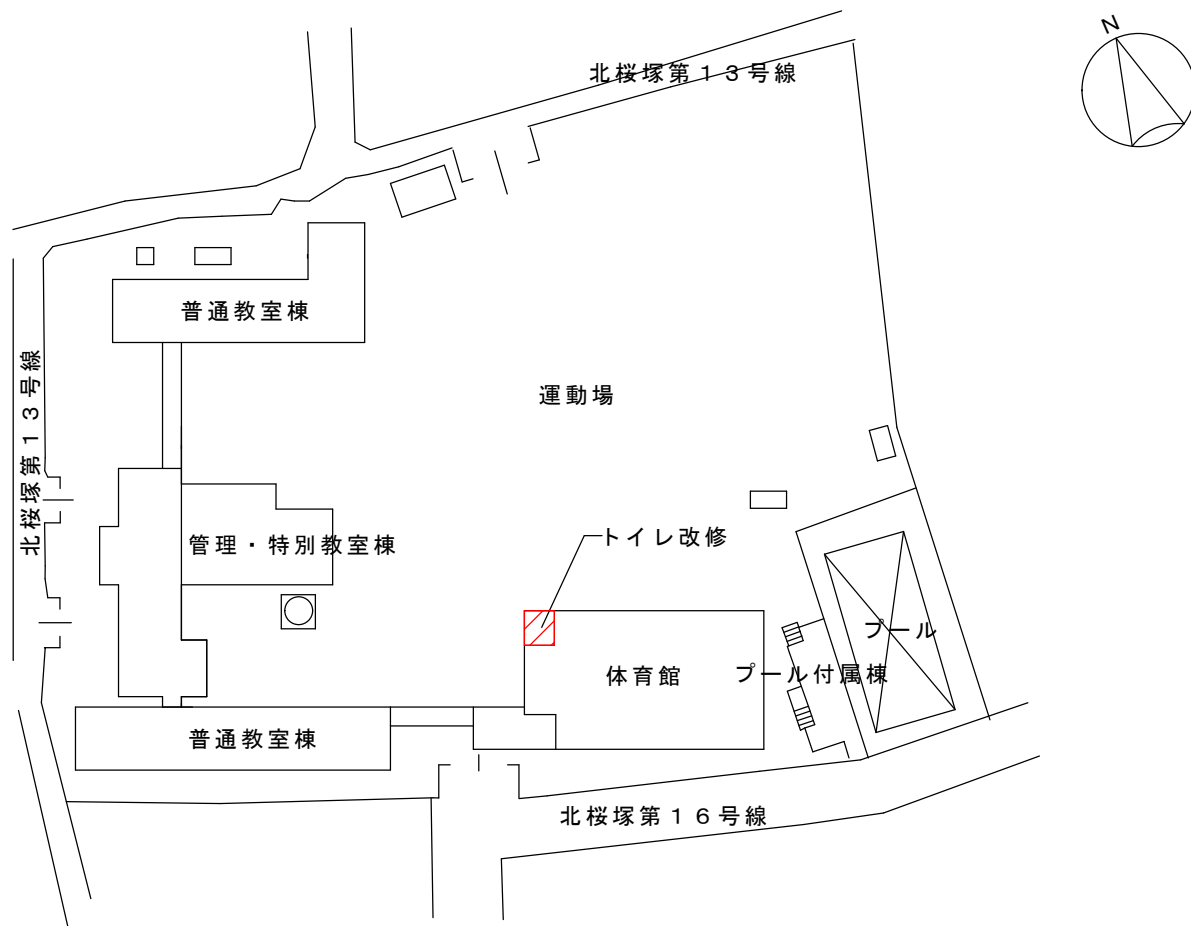 N
北桜塚第１３号線
普通教室棟
北桜塚第１３号線
運動場
管理・特別教室棟
トイレ改修
プール
体育館
プール付属棟
普通教室棟
北桜塚第１６号線